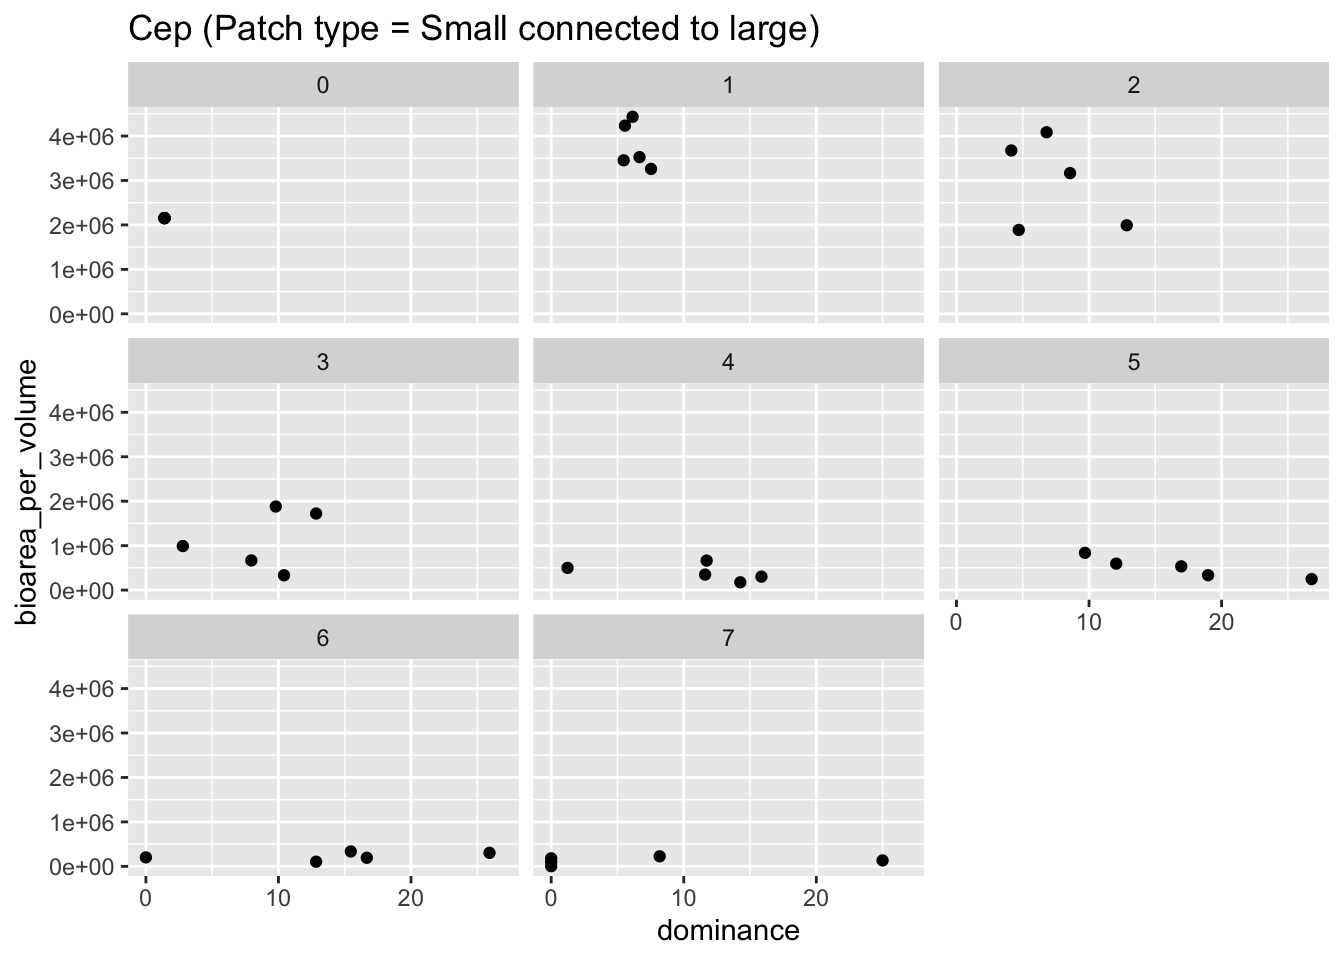 Cep (Patch type = Small connected to large)
0
1
2
4e+06
3e+06
2e+06
1e+06
0e+00
3
4
5
4e+06
3e+06
2e+06
1e+06
0e+00
0 10 20
6
7
4e+06
3e+06
2e+06
1e+06
0e+00
0 10 20
0 10 20
dominance
bioarea_per_volume